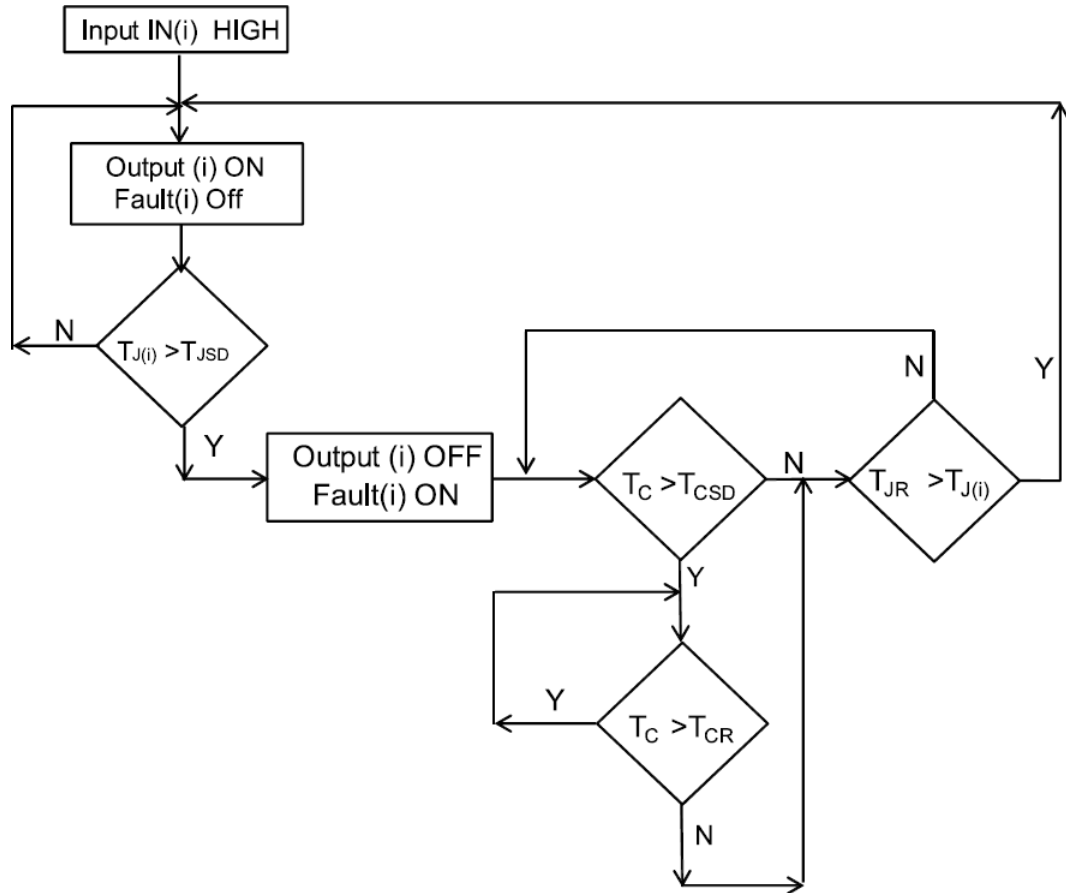 Input IN(i) HIGH
Output (i) ON
Fault(i) Off
N
TJ(i) >TJSD
Y
Output (i) OFF
Fault(i) ON
TC >TCSD
N
TJR >TJ(i)
N
Y
Y
TC >TCR
Y
N